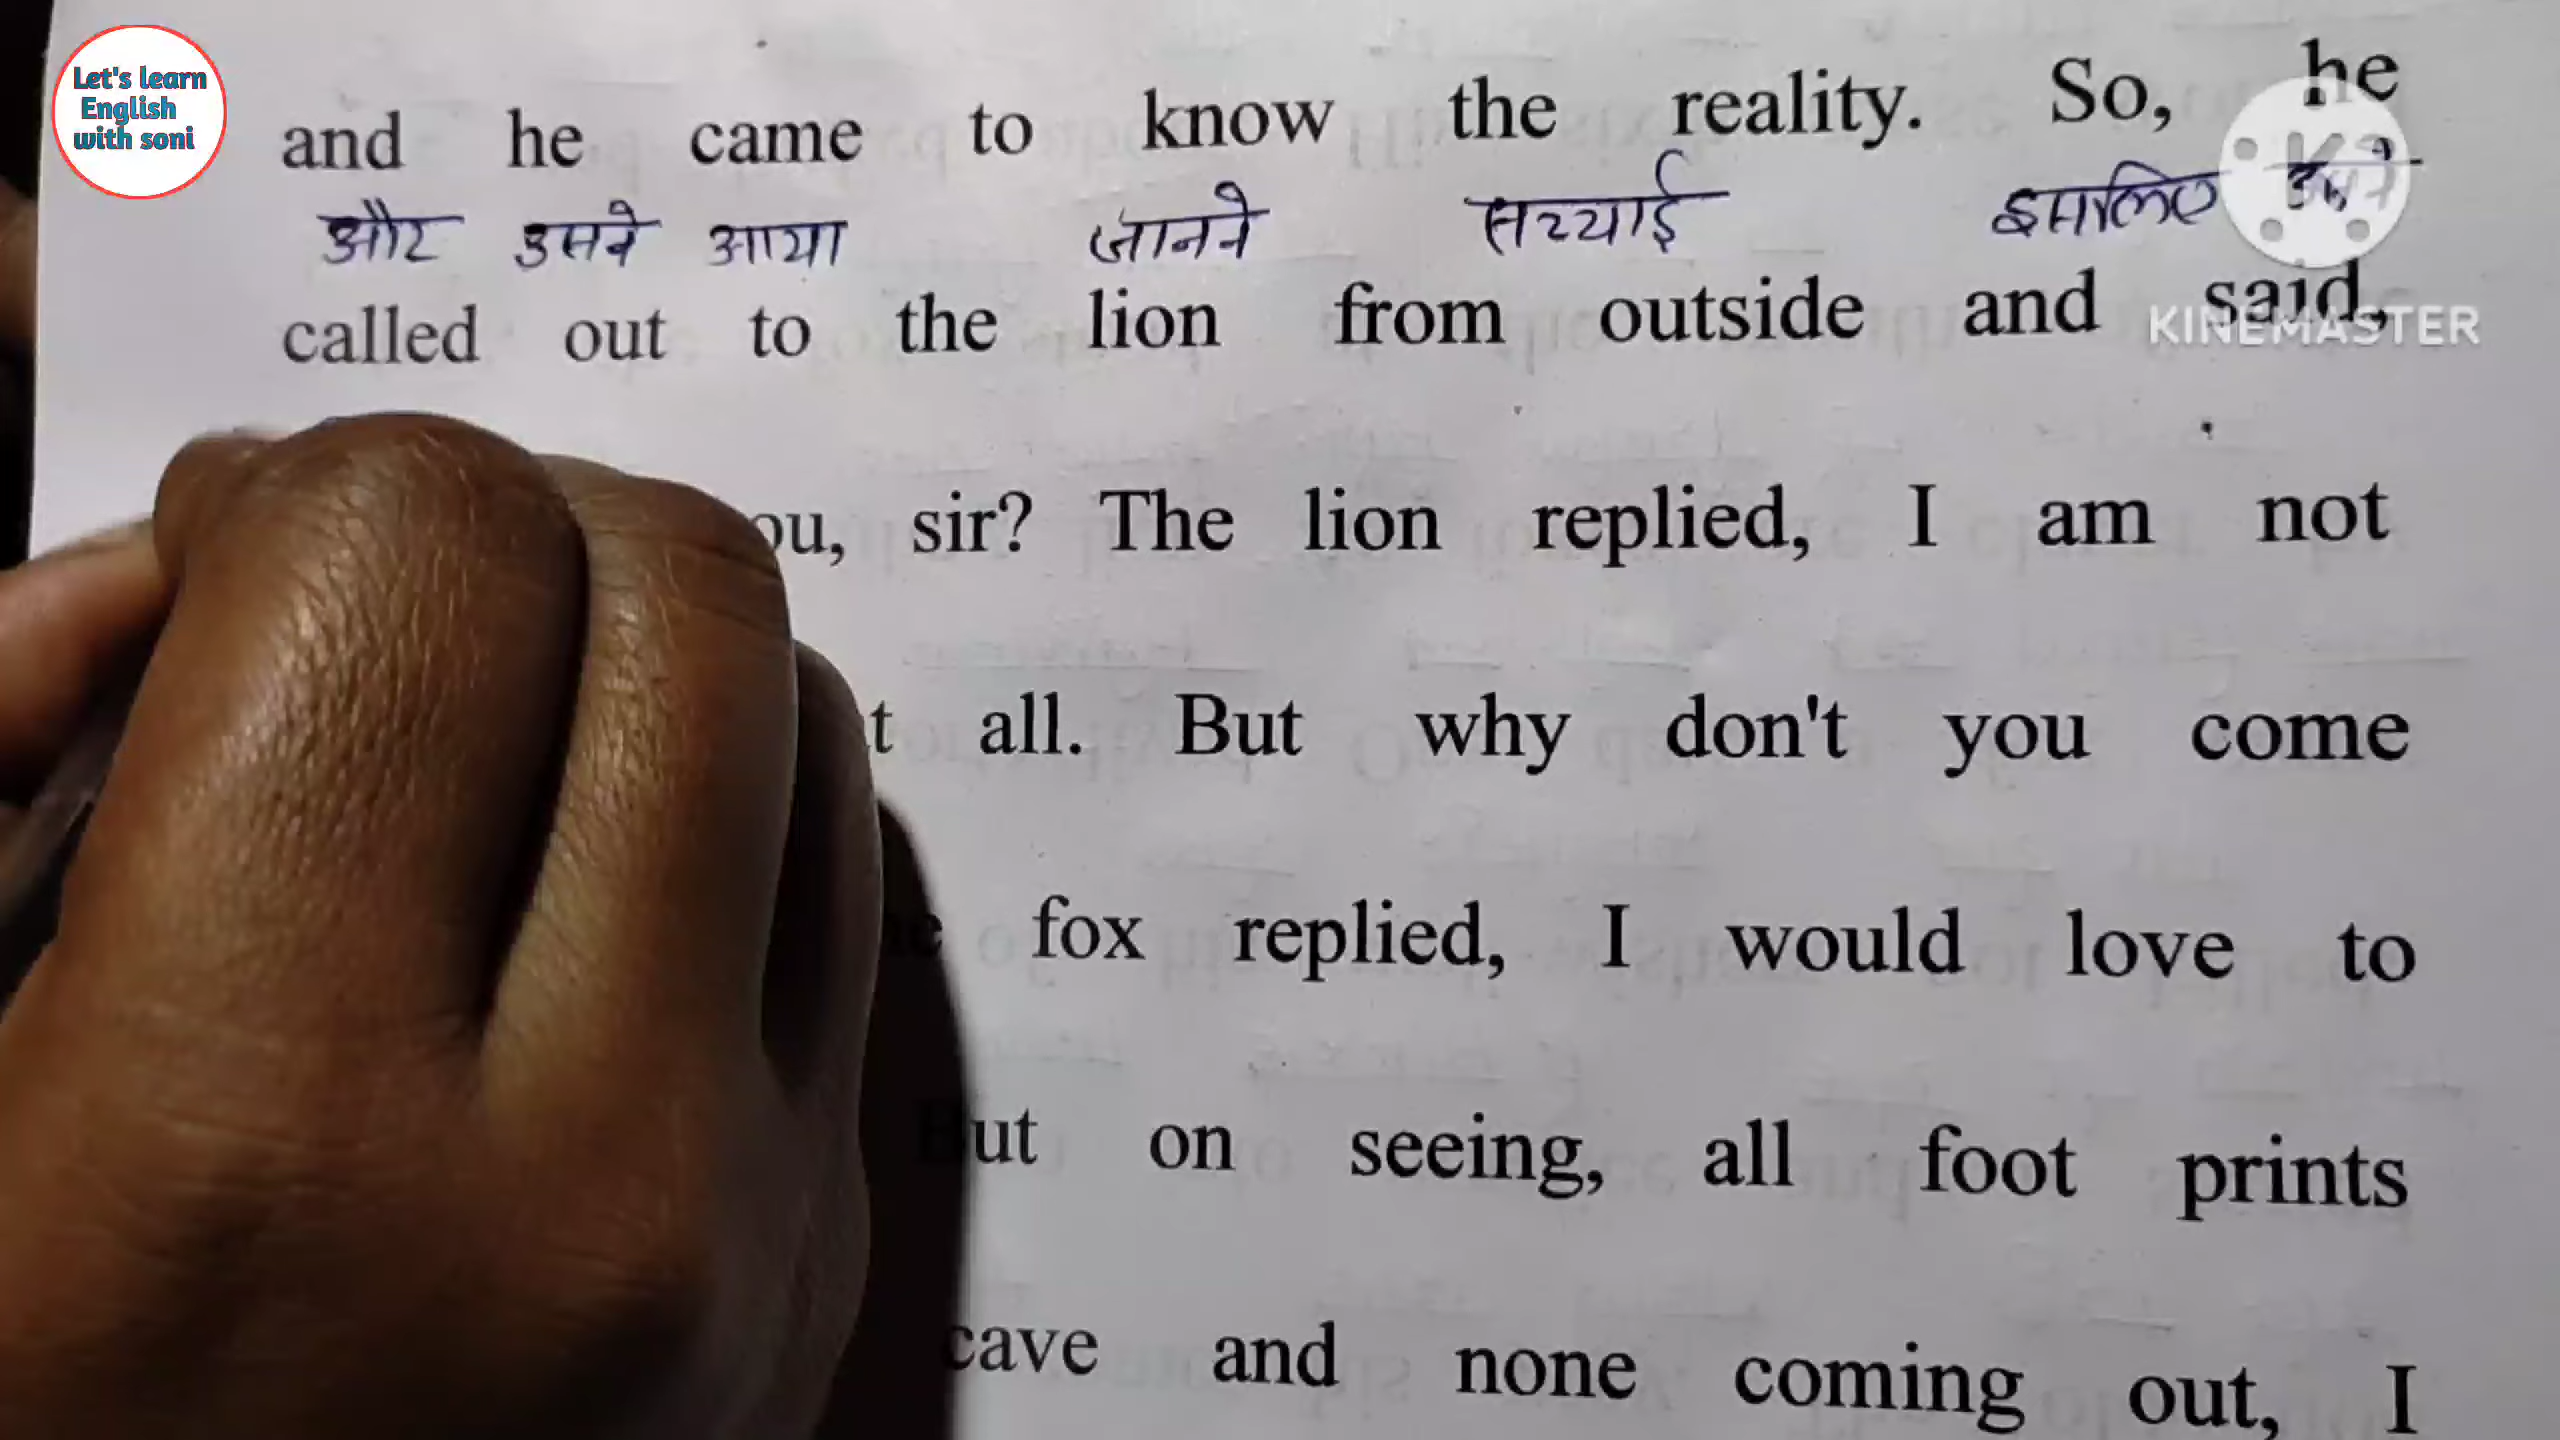 Let's learn
English
with soni
and he came to know the reality. So, he
और उसने आया जानने सच्चाई इसलिए उसने
called out to the lion from outside and said,
KINEMASTER
sir? The lion replied, I am not
all. But why don't you come
fox replied, I would love to
But on seeing, all foot prints
cave and none coming out, I